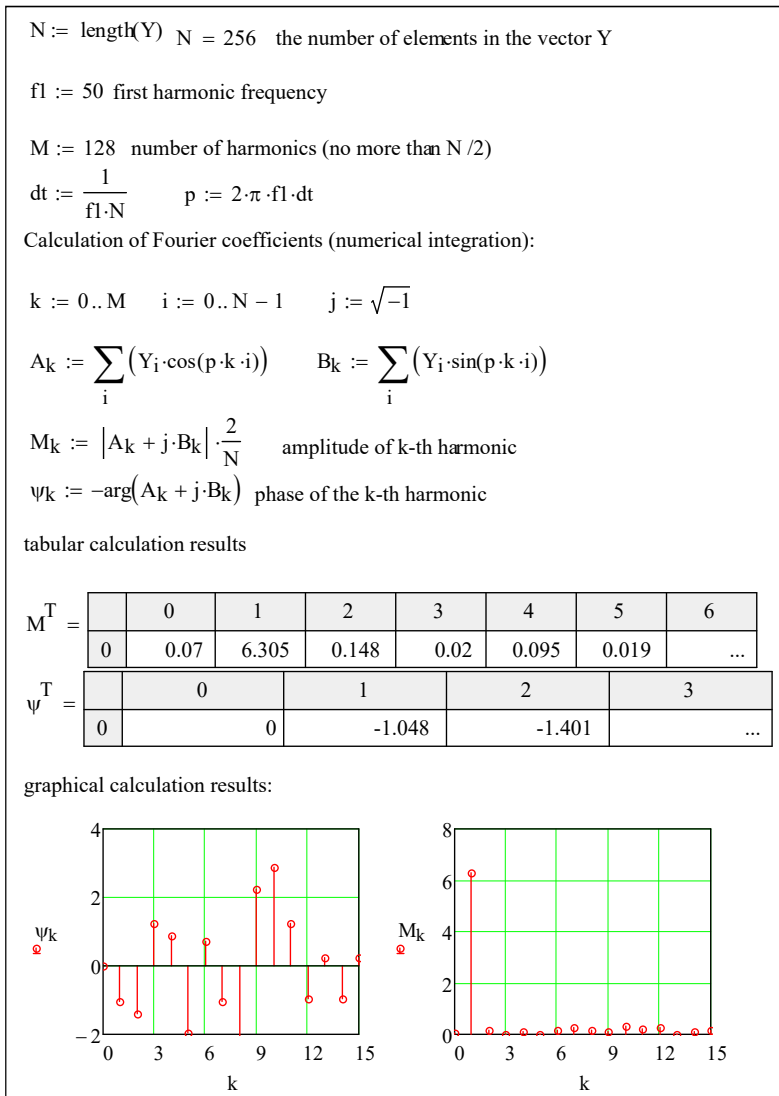 N := length(Y) N = 256 the number of elements in the vector Y
f1 := 50 first harmonic frequency
M := 128 number of harmonics (no more than N /2)
dt := 1/(f1·N) p := 2·π·f1·dt
Calculation of Fourier coefficients (numerical integration):
k := 0.. M i := 0.. N − 1 j := √−1
A_k := ∑_i (Y_i·cos(p·k·i)) B_k := ∑_i (Y_i·sin(p·k·i))
M_k := |A_k + j·B_k|·2/N amplitude of k-th harmonic
ψ_k := −arg(A_k + j·B_k) phase of the k-th harmonic
tabular calculation results
M^T =
0 1 2 3 4 5 6
0 0.07 6.305 0.148 0.02 0.095 0.019 ...
ψ^T =
0 1 2 3
0 0 -1.048 -1.401 ...
graphical calculation results:
4
2
0
−2
ψ_k
0 3 6 9 12 15
k
8
6
4
2
0
M_k
0 3 6 9 12 15
k